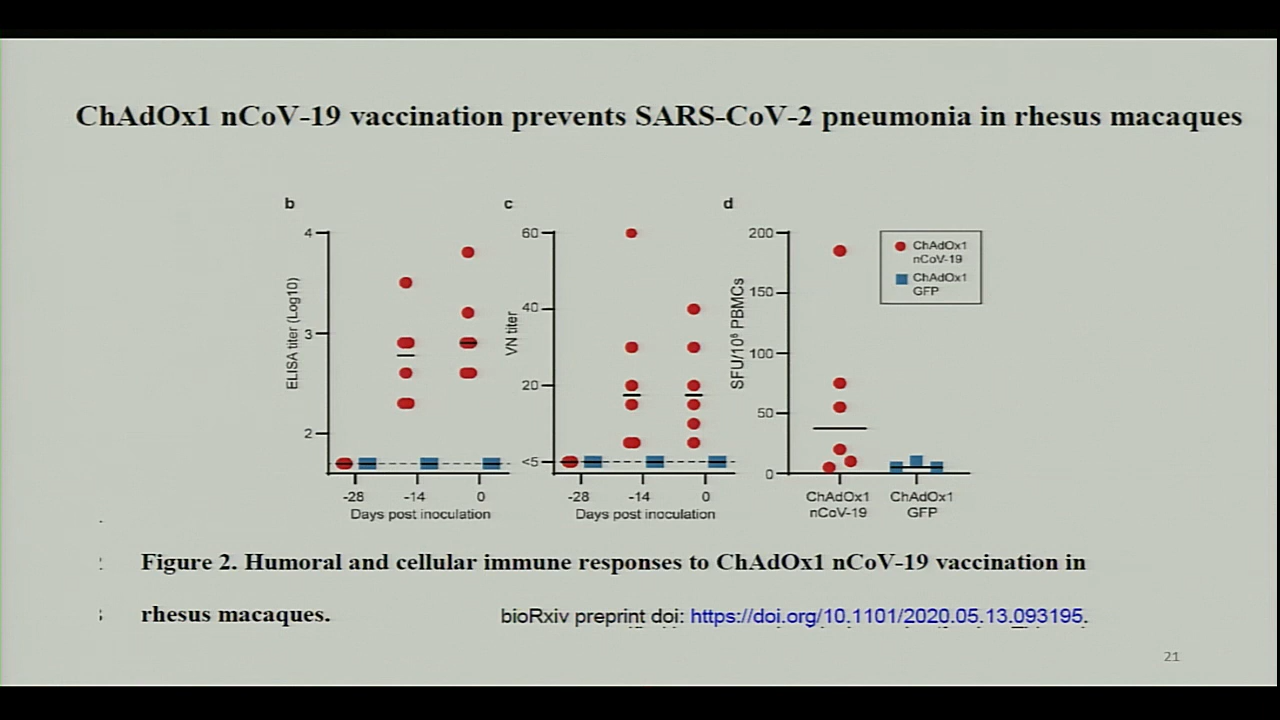 ChAdOx1 nCoV-19 vaccination prevents SARS-CoV-2 pneumonia in rhesus macaques
b
c
d
ELISA titer (Log10)
4
3
2
-28
-14
0
Days post inoculation
VN titer
60
40
20
<5
-28
-14
0
Days post inoculation
SFU/10⁶ PBMCs
200
150
100
50
0
ChAdOx1
nCoV-19
ChAdOx1
GFP
ChAdOx1
nCoV-19
ChAdOx1
GFP
Figure 2. Humoral and cellular immune responses to ChAdOx1 nCoV-19 vaccination in
rhesus macaques.
bioRxiv preprint doi: https://doi.org/10.1101/2020.05.13.093195.
21